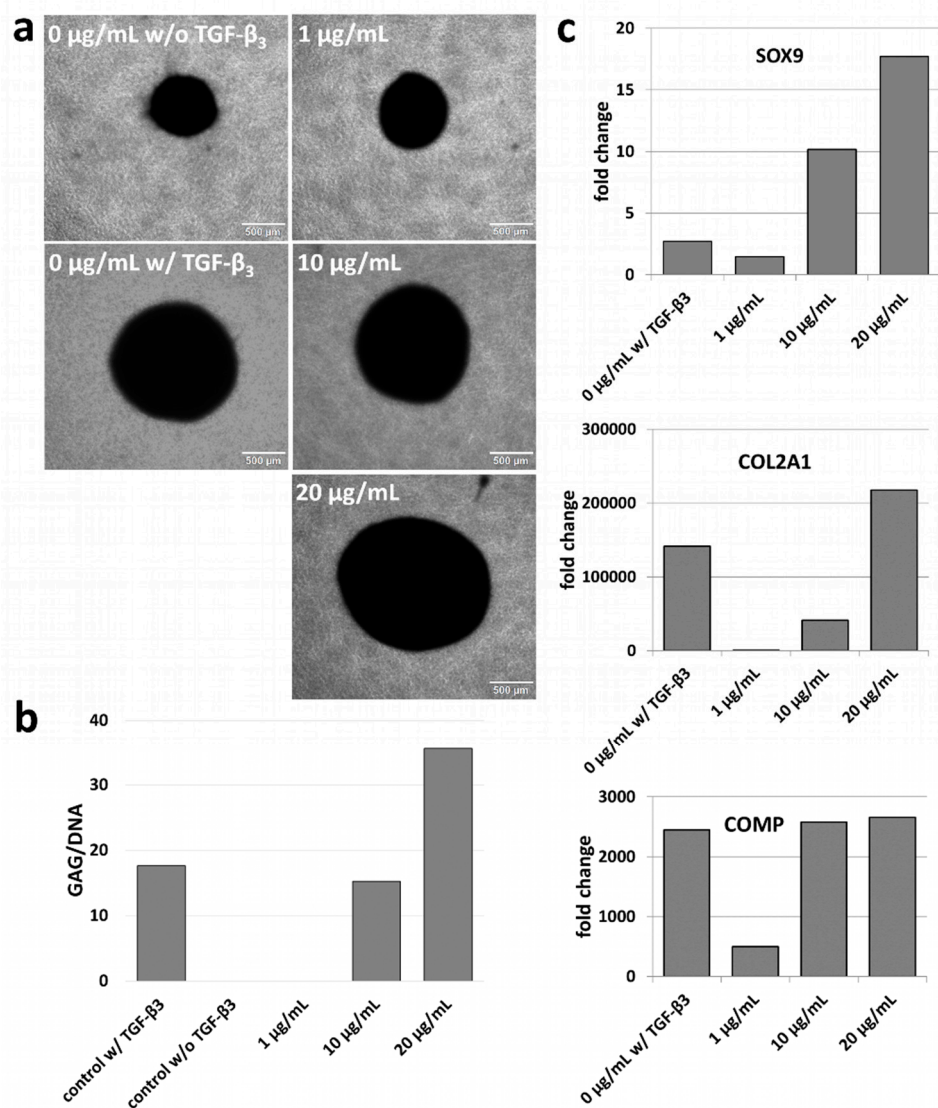 a
0 µg/mL w/o TGF-β3
500 µm
1 µg/mL
500 µm
0 µg/mL w/ TGF-β3
500 µm
10 µg/mL
500 µm
20 µg/mL
500 µm
b
40
30
20
10
0
GAG/DNA
control w/ TGF-β3
control w/o TGF-β3
1 µg/mL
10 µg/mL
20 µg/mL
c
SOX9
20
15
10
5
0
fold change
0 µg/mL w/ TGF-β3
1 µg/mL
10 µg/mL
20 µg/mL
COL2A1
300000
200000
100000
0
fold change
0 µg/mL w/ TGF-β3
1 µg/mL
10 µg/mL
20 µg/mL
COMP
3000
2000
1000
0
fold change
0 µg/mL w/ TGF-β3
1 µg/mL
10 µg/mL
20 µg/mL